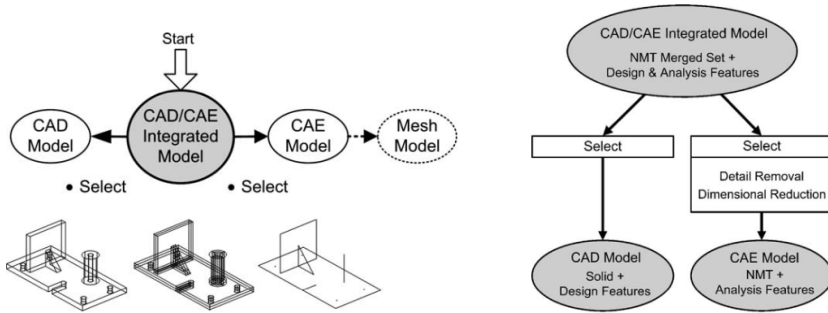 Start
CAD
Model
CAD/CAE
Integrated
Model
CAE
Model
Mesh
Model
• Select
• Select
CAD/CAE Integrated Model
NMT Merged Set +
Design & Analysis Features
Select
Select
Detail Removal
Dimensional Reduction
CAD Model
Solid +
Design Features
CAE Model
NMT +
Analysis Features